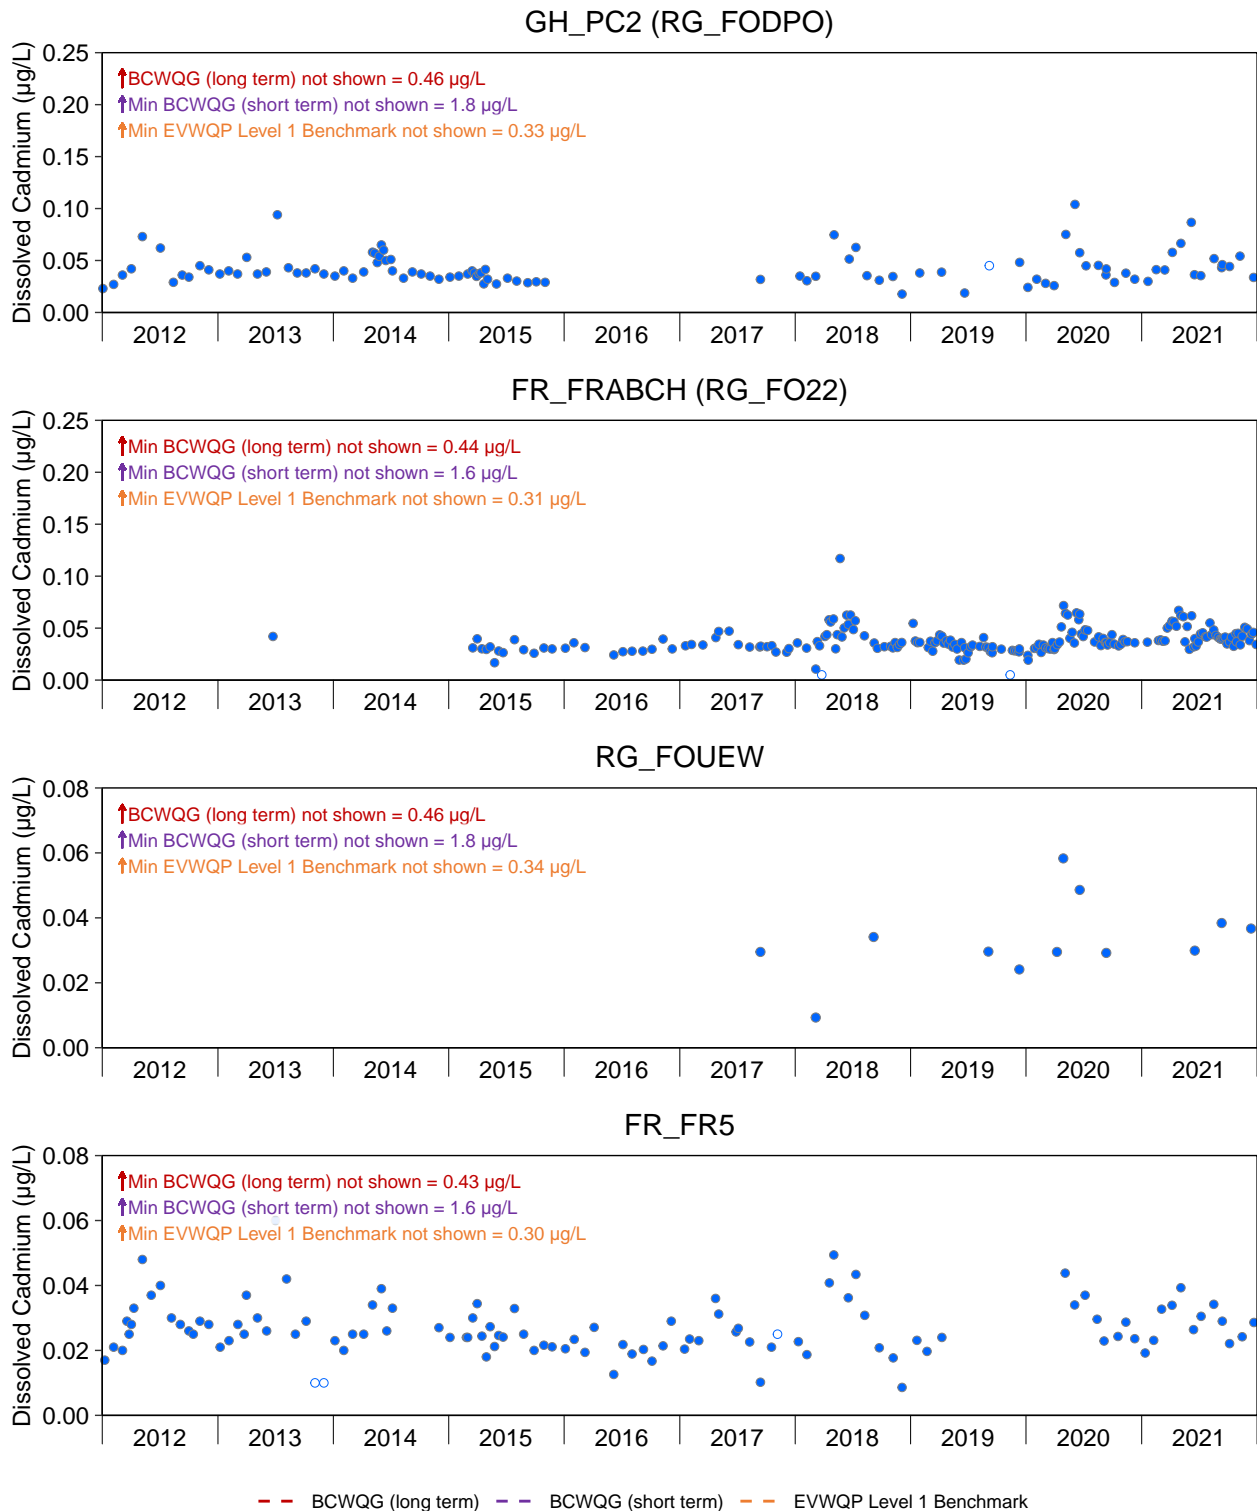 GH_PC2 (RG_FODPO)
Dissolved Cadmium (µg/L)
0.25
0.20
0.15
0.10
0.05
0.00
BCWQG (long term) not shown = 0.46 µg/L
Min BCWQG (short term) not shown = 1.8 µg/L
Min EVWQP Level 1 Benchmark not shown = 0.33 µg/L
2012 2013 2014 2015 2016 2017 2018 2019 2020 2021
FR_FRABCH (RG_FO22)
Dissolved Cadmium (µg/L)
0.25
0.20
0.15
0.10
0.05
0.00
Min BCWQG (long term) not shown = 0.44 µg/L
Min BCWQG (short term) not shown = 1.6 µg/L
Min EVWQP Level 1 Benchmark not shown = 0.31 µg/L
2012 2013 2014 2015 2016 2017 2018 2019 2020 2021
RG_FOUEW
Dissolved Cadmium (µg/L)
0.08
0.06
0.04
0.02
0.00
BCWQG (long term) not shown = 0.46 µg/L
Min BCWQG (short term) not shown = 1.8 µg/L
Min EVWQP Level 1 Benchmark not shown = 0.34 µg/L
2012 2013 2014 2015 2016 2017 2018 2019 2020 2021
FR_FR5
Dissolved Cadmium (µg/L)
0.08
0.06
0.04
0.02
0.00
Min BCWQG (long term) not shown = 0.43 µg/L
Min BCWQG (short term) not shown = 1.6 µg/L
Min EVWQP Level 1 Benchmark not shown = 0.30 µg/L
2012 2013 2014 2015 2016 2017 2018 2019 2020 2021
BCWQG (long term) BCWQG (short term) EVWQP Level 1 Benchmark